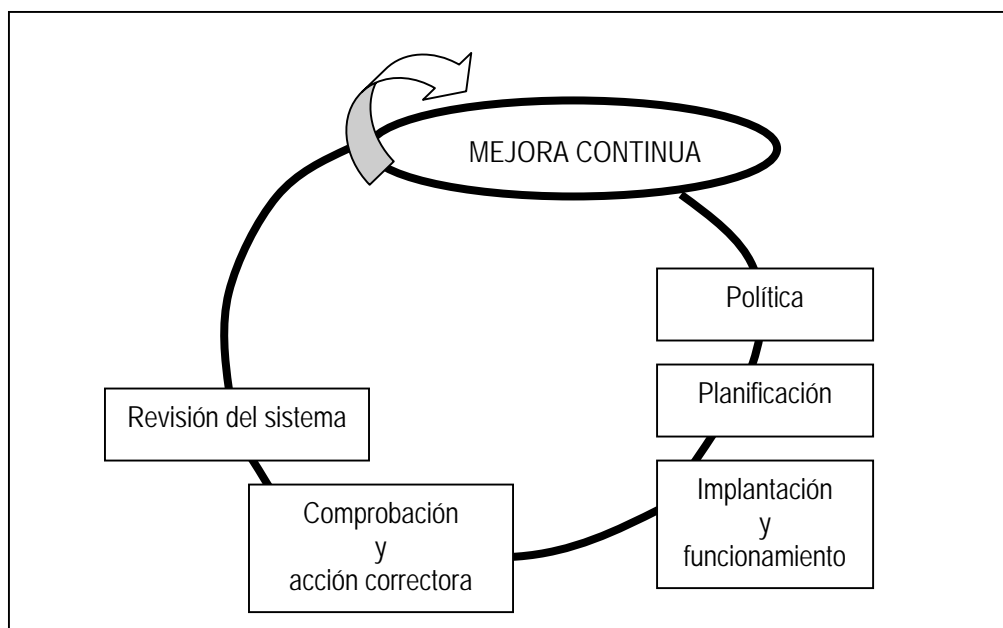 MEJORA CONTINUA
Política
Planificación
Implantación
y
funcionamiento
Comprobación
y
acción correctora
Revisión del sistema